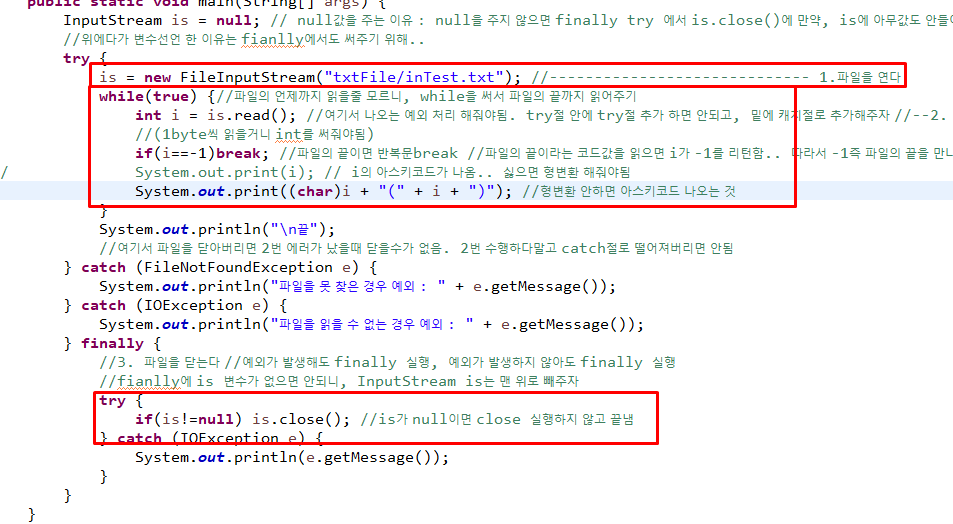 public static void main(String[] args) {
InputStream is = null; // null값을 주는 이유 : null을 주지 않으면 finally try 에서 is.close()에 만약, is에 아무값도 안들
//위에다가 변수선언 한 이유는 fianlly에서도 써주기 위해..
try {
is = new FileInputStream("txtFile/inTest.txt"); //----------------------------- 1.파일을 연다
while(true) {//파일의 언제까지 읽을줄 모르니, while을 써서 파일의 끝까지 읽어주기
int i = is.read(); //여기서 나오는 예외 처리 해줘야됨. try절 안에 try절 추가 하면 안되고, 밑에 캐치절로 추가해주자 //--2.
//(1byte씩 읽을거니 int를 써줘야됨)
if(i==-1)break; //파일의 끝이면 반복문break //파일의 끝이라는 코드값을 읽으면 i가 -1를 리턴함.. 따라서 -1즉 파일의 끝을 만나
/ System.out.print(i); // i의 아스키코드가 나옴.. 싫으면 형변환 해줘야됨
System.out.print((char)i + "(" + i + ")"); //형변환 안하면 아스키코드 나오는 것
}
System.out.println("\n끝");
//여기서 파일을 닫아버리면 2번 에러가 났을때 닫을수가 없음. 2번 수행하다말고 catch절로 떨어져버리면 안됨
} catch (FileNotFoundException e) {
System.out.println("파일을 못 찾은 경우 예외 : " + e.getMessage());
} catch (IOException e) {
System.out.println("파일을 읽을 수 없는 경우 예외 : " + e.getMessage());
} finally {
//3. 파일을 닫는다 //예외가 발생해도 finally 실행, 예외가 발생하지 않아도 finally 실행
//fianlly에 is 변수가 없으면 안되니, InputStream is는 맨 위로 빼주자
try {
if(is!=null) is.close(); //is가 null이면 close 실행하지 않고 끝냄
} catch (IOException e) {
System.out.println(e.getMessage());
}
}
}